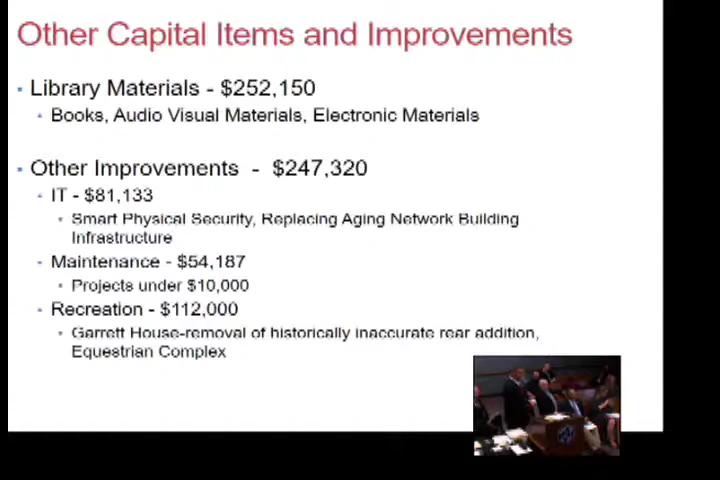 Other Capital Items and Improvements
Library Materials - $252,150
Books, Audio Visual Materials, Electronic Materials
Other Improvements - $247,320
IT - $81,133
Smart Physical Security, Replacing Aging Network Building
Infrastructure
Maintenance - $54,187
Projects under $10,000
Recreation - $112,000
Garrett House-removal of historically inaccurate rear addition,
Equestrian Complex